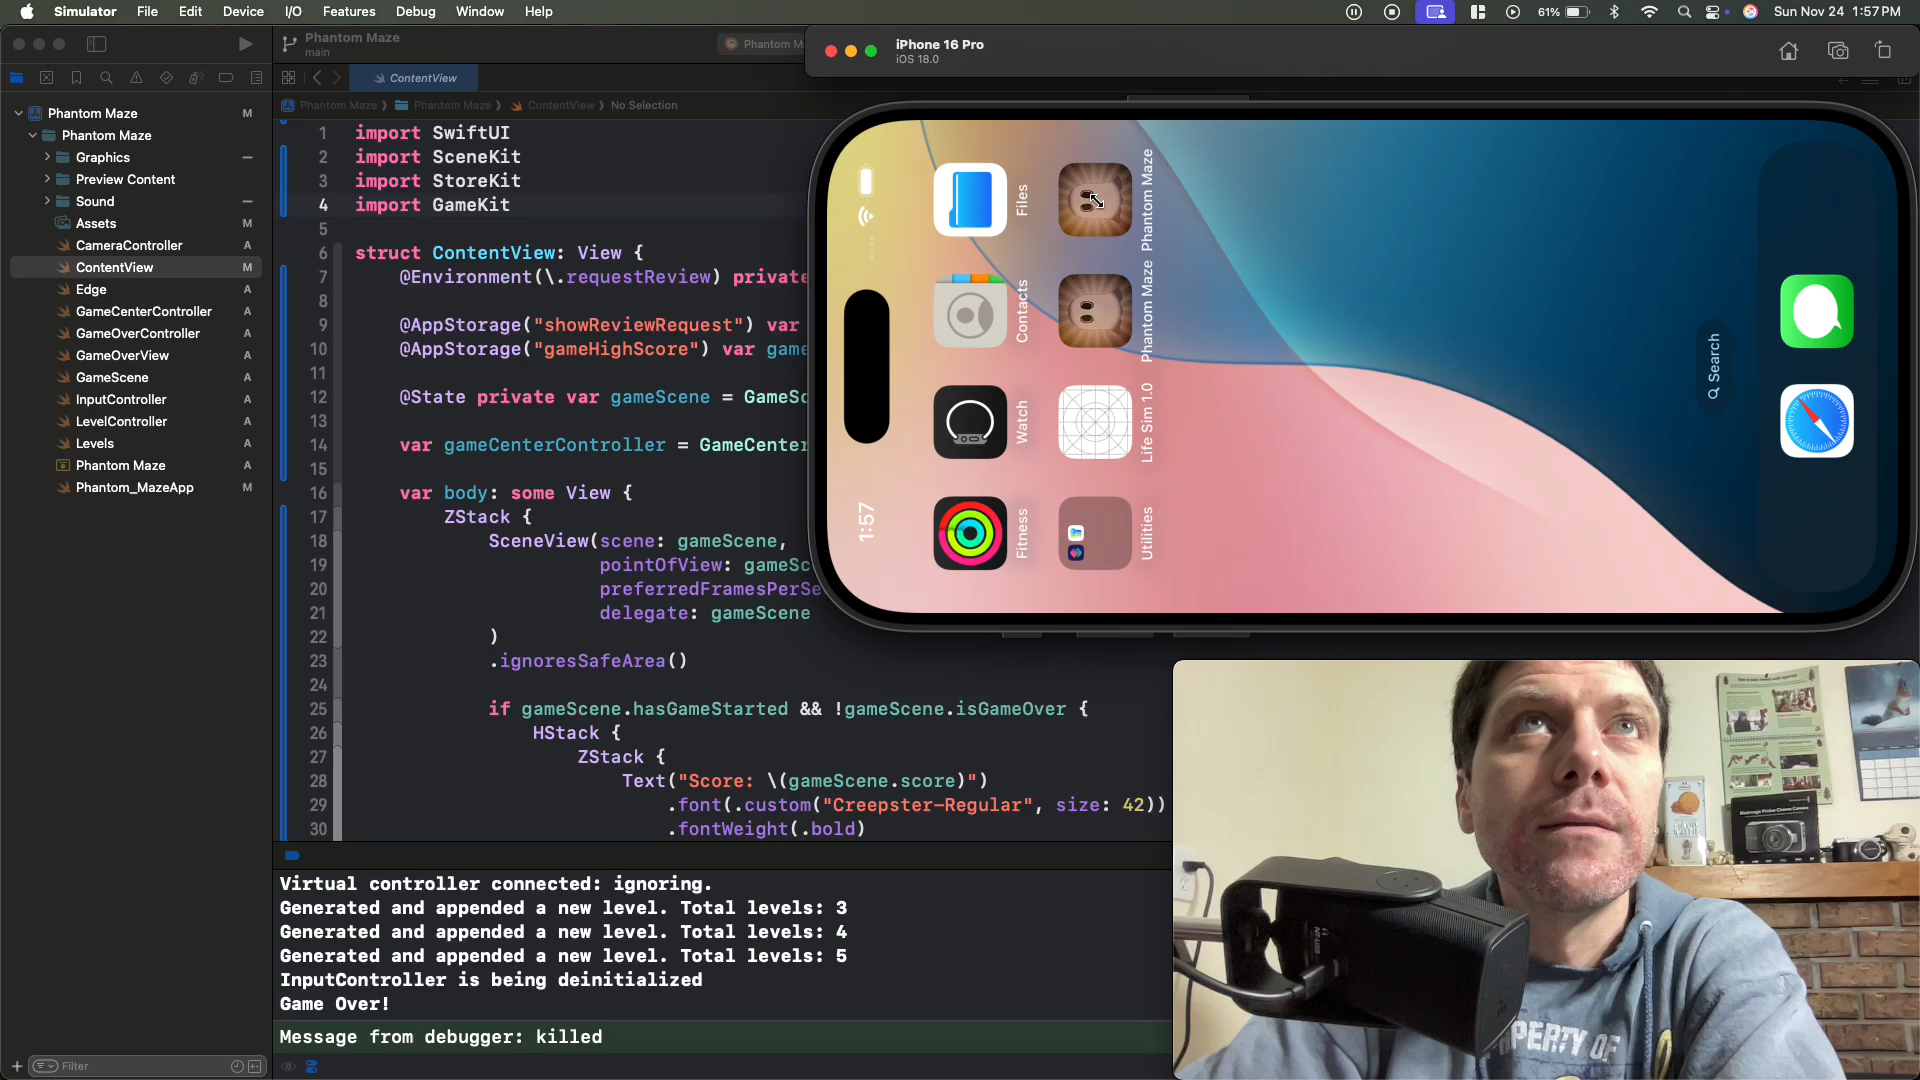 Simulator File Edit Device I/O Features Debug Window Help
61% Sun Nov 24 1:57 PM
Phantom Maze
main
Phantom M
iPhone 16 Pro
iOS 18.0
ContentView
Phantom Maze Phantom Maze ContentView No Selection
Phantom Maze M
Phantom Maze
Graphics
Preview Content
Sound
Assets M
CameraController A
ContentView M
Edge A
GameCenterController A
GameOverController A
GameOverView A
GameScene A
InputController A
LevelController A
Levels A
Phantom Maze A
Phantom_MazeApp M
Filter
1 import SwiftUI
2 import SceneKit
3 import StoreKit
4 import GameKit
5
6 struct ContentView: View {
7 @Environment(\.requestReview) private
8
9 @AppStorage("showReviewRequest") var
10 @AppStorage("gameHighScore") var game
11
12 @State private var gameScene = GameSc
13
14 var gameCenterController = GameCenter
15
16 var body: some View {
17 ZStack {
18 SceneView(scene: gameScene,
19 pointOfView: gameSc
20 preferredFramesPerSe
21 delegate: gameScene
22 )
23 .ignoresSafeArea()
24
25 if gameScene.hasGameStarted && !gameScene.isGameOver {
26 HStack {
27 ZStack {
28 Text("Score: \(gameScene.score)")
29 .font(.custom("Creepster-Regular", size: 42))
30 .fontWeight(.bold)
Virtual controller connected: ignoring.
Generated and appended a new level. Total levels: 3
Generated and appended a new level. Total levels: 4
Generated and appended a new level. Total levels: 5
InputController is being deinitialized
Game Over!
Message from debugger: killed
1:57
Fitness
Watch
Contacts
Files
Utilities
Life Sim 1.0
Phantom Maze
Phantom Maze
Search
NT-USB
PROPERTY OF